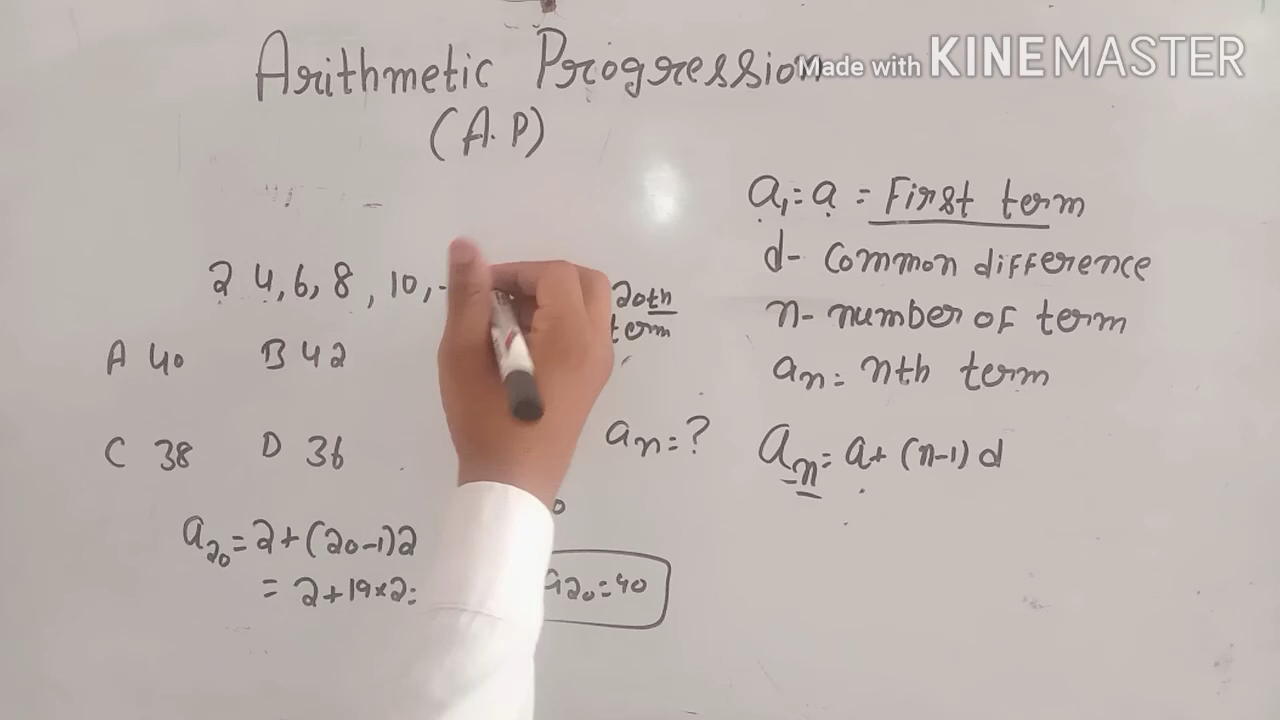 Arithmetic Progression
Made with KINEMASTER
(A.P)
a₁ = a = First term
d- Common difference
n- number of term
aₙ = nth term
aₙ = a + (n-1) d
2 4, 6, 8 , 10, -
20th
term
A 40 B 42
C 38 D 36
aₙ = ?
a₂₀ = 2 + (20-1)2
= 2 + 19×2 =
a₂₀ = 40